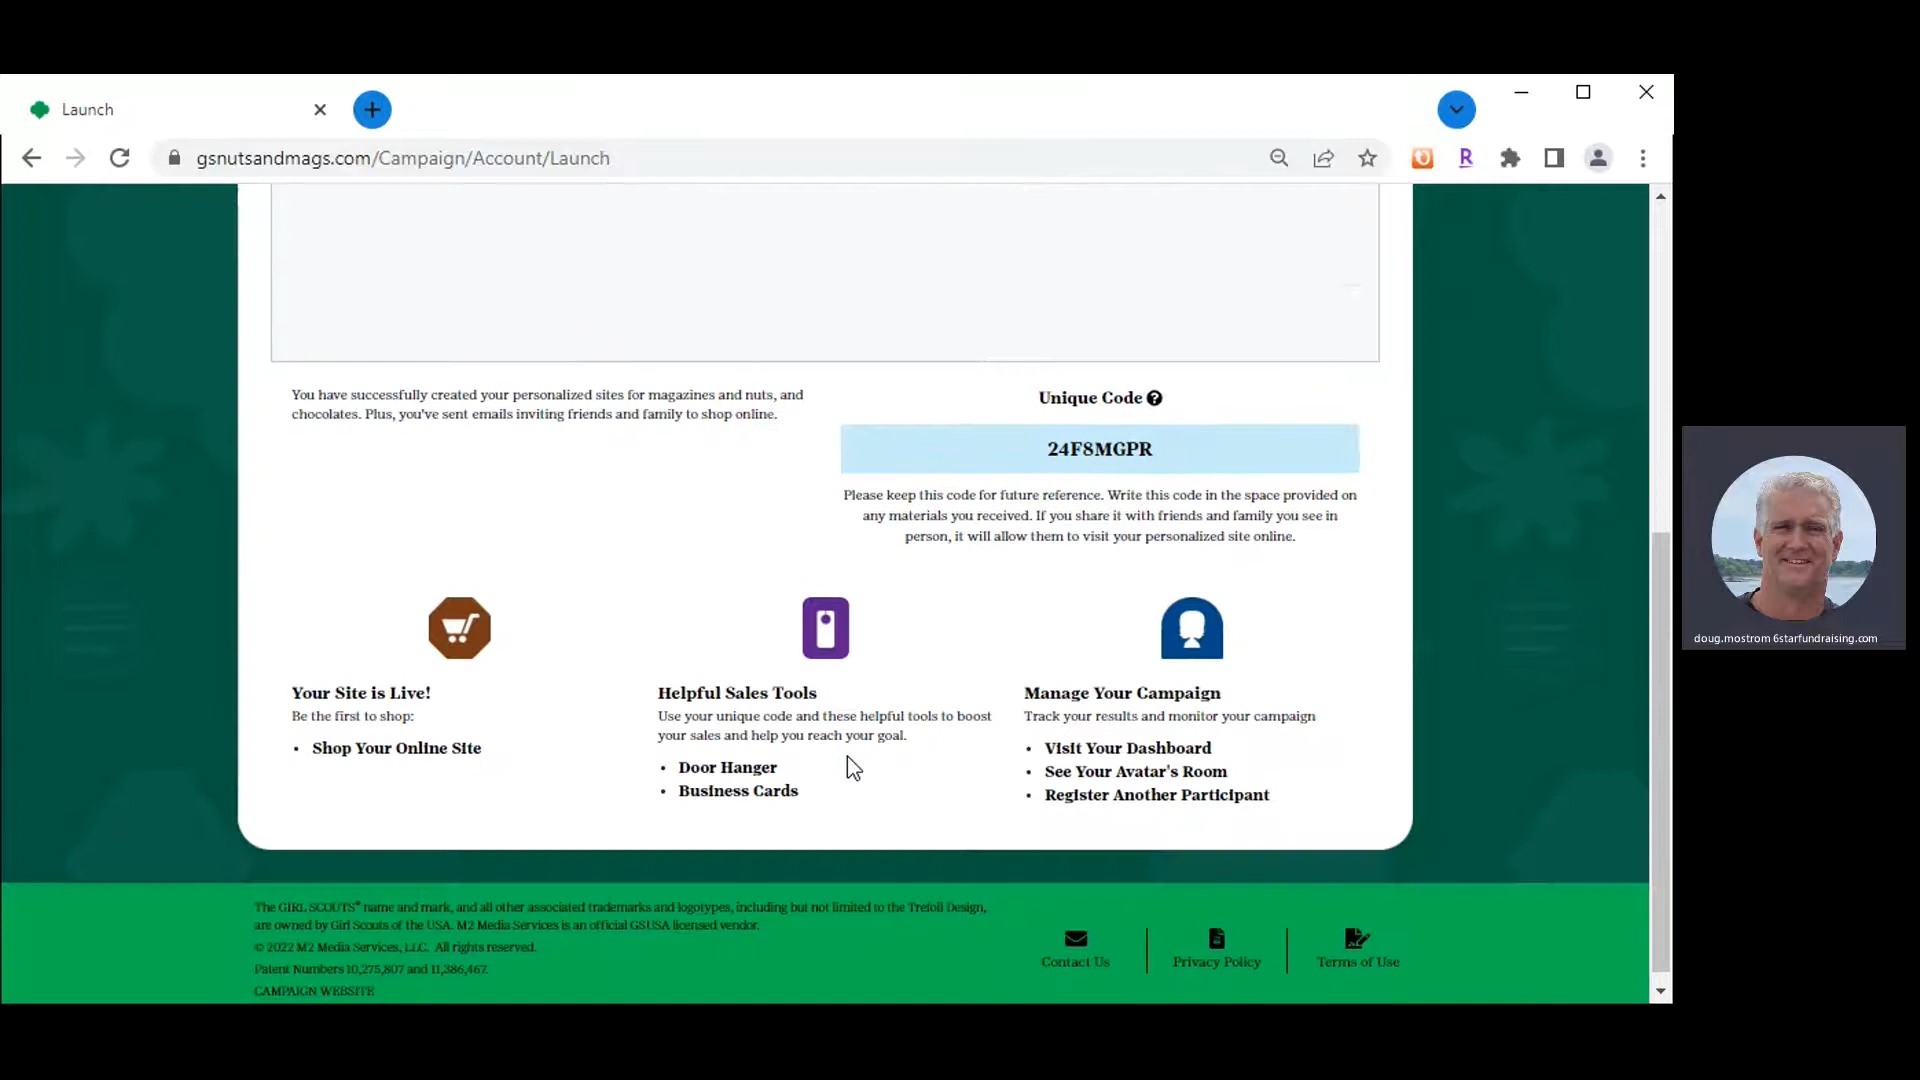 Launch
gsnutsandmags.com/Campaign/Account/Launch
R
You have successfully created your personalized sites for magazines and nuts, and
chocolates. Plus, you've sent emails inviting friends and family to shop online.
Unique Code ?
24F8MGPR
Please keep this code for future reference. Write this code in the space provided on
any materials you received. If you share it with friends and family you see in
person, it will allow them to visit your personalized site online.
Your Site is Live!
Be the first to shop:
• Shop Your Online Site
Helpful Sales Tools
Use your unique code and these helpful tools to boost
your sales and help you reach your goal.
• Door Hanger
• Business Cards
Manage Your Campaign
Track your results and monitor your campaign
• Visit Your Dashboard
• See Your Avatar's Room
• Register Another Participant
doug.mostrom 6starfundraising.com
The GIRL SCOUTS® name and mark, and all other associated trademarks and logotypes, including but not limited to the Trefoil Design,
are owned by Girl Scouts of the USA. M2 Media Services is an official GSUSA licensed vendor.
© 2022 M2 Media Services, LLC. All rights reserved.
Patent Numbers 10,275,807 and 11,386,467.
CAMPAIGN WEBSITE
Contact Us
Privacy Policy
Terms of Use